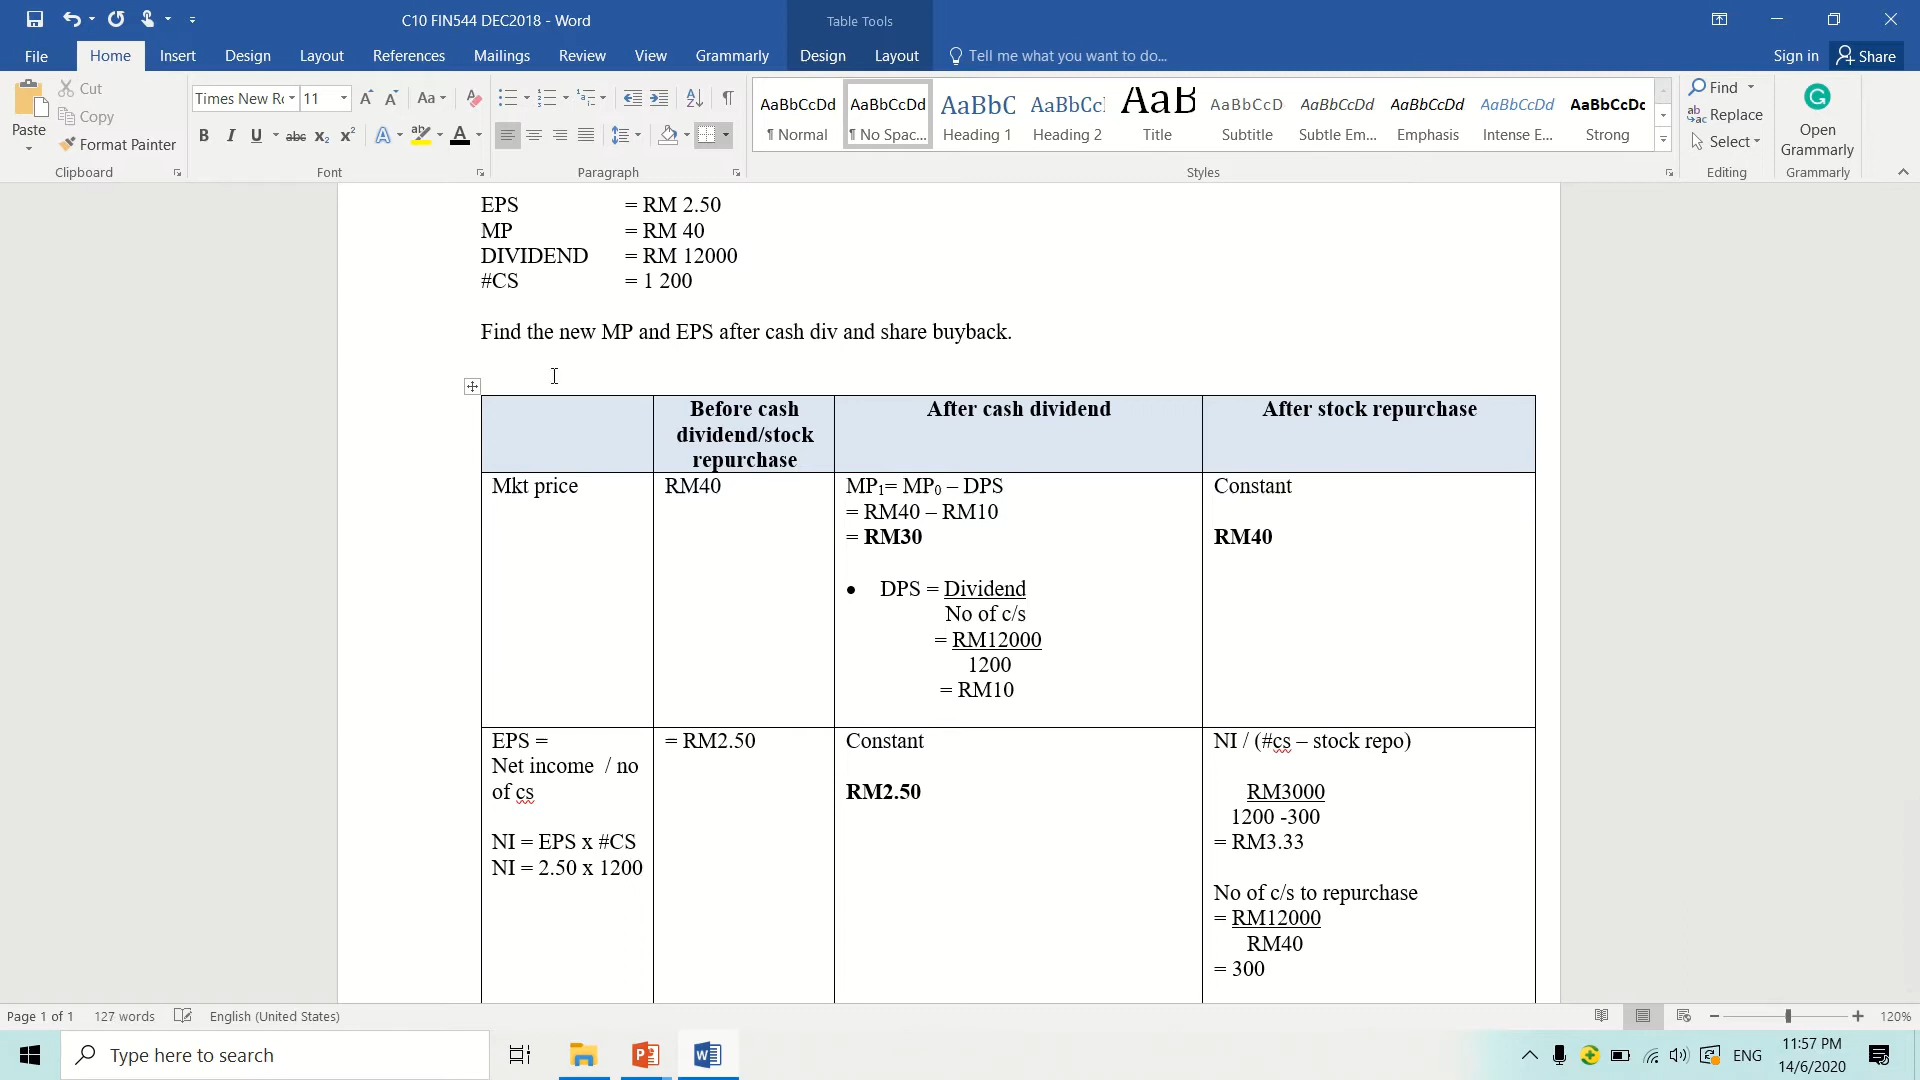 C10 FIN544 DEC2018 - Word
Table Tools
File Home Insert Design Layout References Mailings Review View Grammarly Design Layout Tell me what you want to do... Sign in Share
Paste
Cut
Copy
Format Painter
Clipboard
Times New Ro 11
Font
Paragraph
AaBbCcDd AaBbCcDd AaBbC AaBbCcI AaB AaBbCcD AaBbCcDd AaBbCcDd AaBbCcDd AaBbCcDc
¶ Normal ¶ No Spac... Heading 1 Heading 2 Title Subtitle Subtle Em... Emphasis Intense E... Strong
Styles
Find
Replace
Select
Editing
Open
Grammarly
Grammarly
EPS = RM 2.50
MP = RM 40
DIVIDEND = RM 12000
#CS = 1 200
Find the new MP and EPS after cash div and share buyback.
Before cash
dividend/stock
repurchase
After cash dividend
After stock repurchase
Mkt price
RM40
MP1= MP0 – DPS
= RM40 – RM10
= RM30
• DPS = Dividend
No of c/s
= RM12000
1200
= RM10
Constant
RM40
EPS =
Net income / no
of cs
NI = EPS x #CS
NI = 2.50 x 1200
= RM2.50
Constant
RM2.50
NI / (#cs – stock repo)
RM3000
1200 -300
= RM3.33
No of c/s to repurchase
= RM12000
RM40
= 300
Page 1 of 1 127 words English (United States) 120%
Type here to search
ENG
11:57 PM
14/6/2020